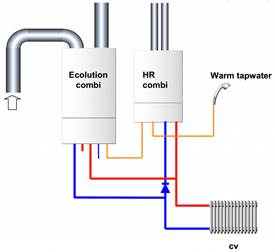 Ecolution
combi
HR
combi
Warm tapwater
cv